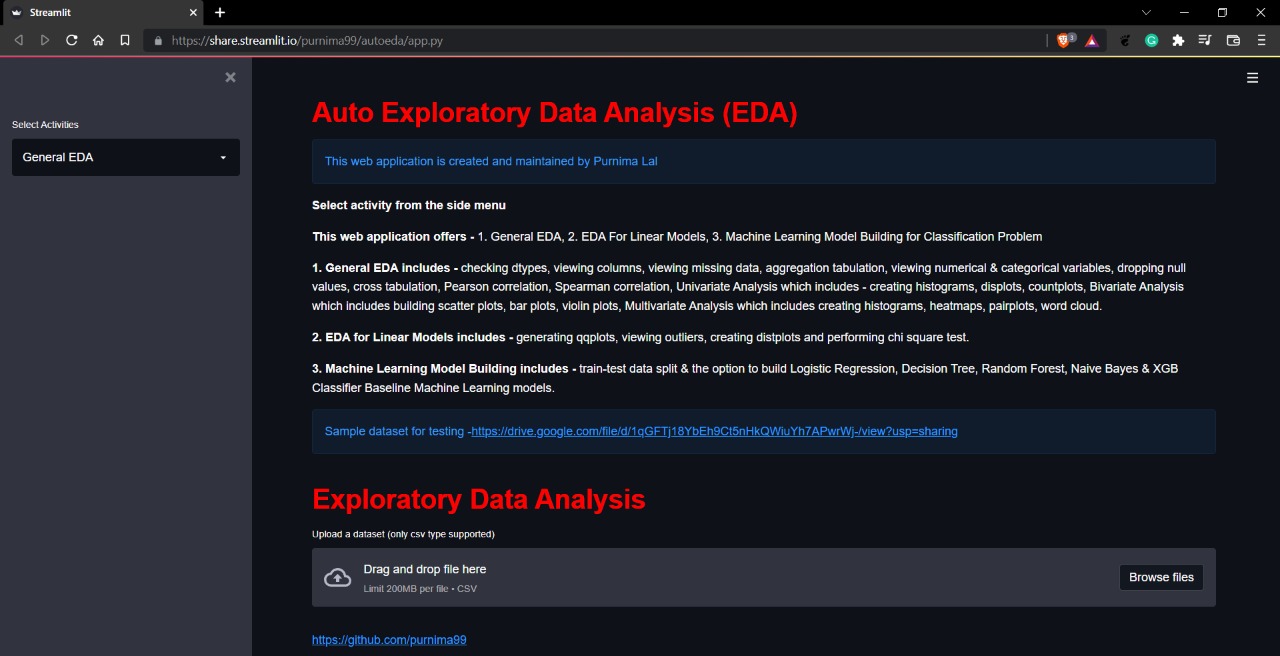 Streamlit
https://share.streamlit.io/purnima99/autoeda/app.py
3
Select Activities
General EDA
Auto Exploratory Data Analysis (EDA)
This web application is created and maintained by Purnima Lal
Select activity from the side menu
This web application offers - 1. General EDA, 2. EDA For Linear Models, 3. Machine Learning Model Building for Classification Problem
1. General EDA includes - checking dtypes, viewing columns, viewing missing data, aggregation tabulation, viewing numerical & categorical variables, dropping null
values, cross tabulation, Pearson correlation, Spearman correlation, Univariate Analysis which includes - creating histograms, displots, countplots, Bivariate Analysis
which includes building scatter plots, bar plots, violin plots, Multivariate Analysis which includes creating histograms, heatmaps, pairplots, word cloud.
2. EDA for Linear Models includes - generating qqplots, viewing outliers, creating distplots and performing chi square test.
3. Machine Learning Model Building includes - train-test data split & the option to build Logistic Regression, Decision Tree, Random Forest, Naive Bayes & XGB
Classifier Baseline Machine Learning models.
Sample dataset for testing -https://drive.google.com/file/d/1qGFTj18YbEh9Ct5nHkQWiuYh7APwrWj-/view?usp=sharing
Exploratory Data Analysis
Upload a dataset (only csv type supported)
Drag and drop file here
Limit 200MB per file • CSV
Browse files
https://github.com/purnima99